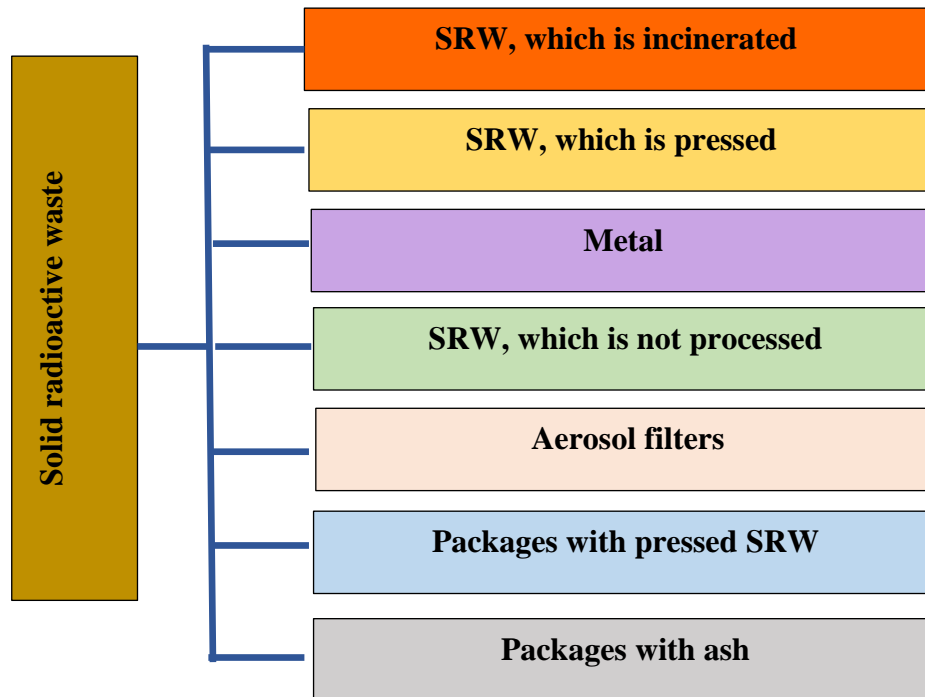 Solid radioactive waste
SRW, which is incinerated
SRW, which is pressed
Metal
SRW, which is not processed
Aerosol filters
Packages with pressed SRW
Packages with ash